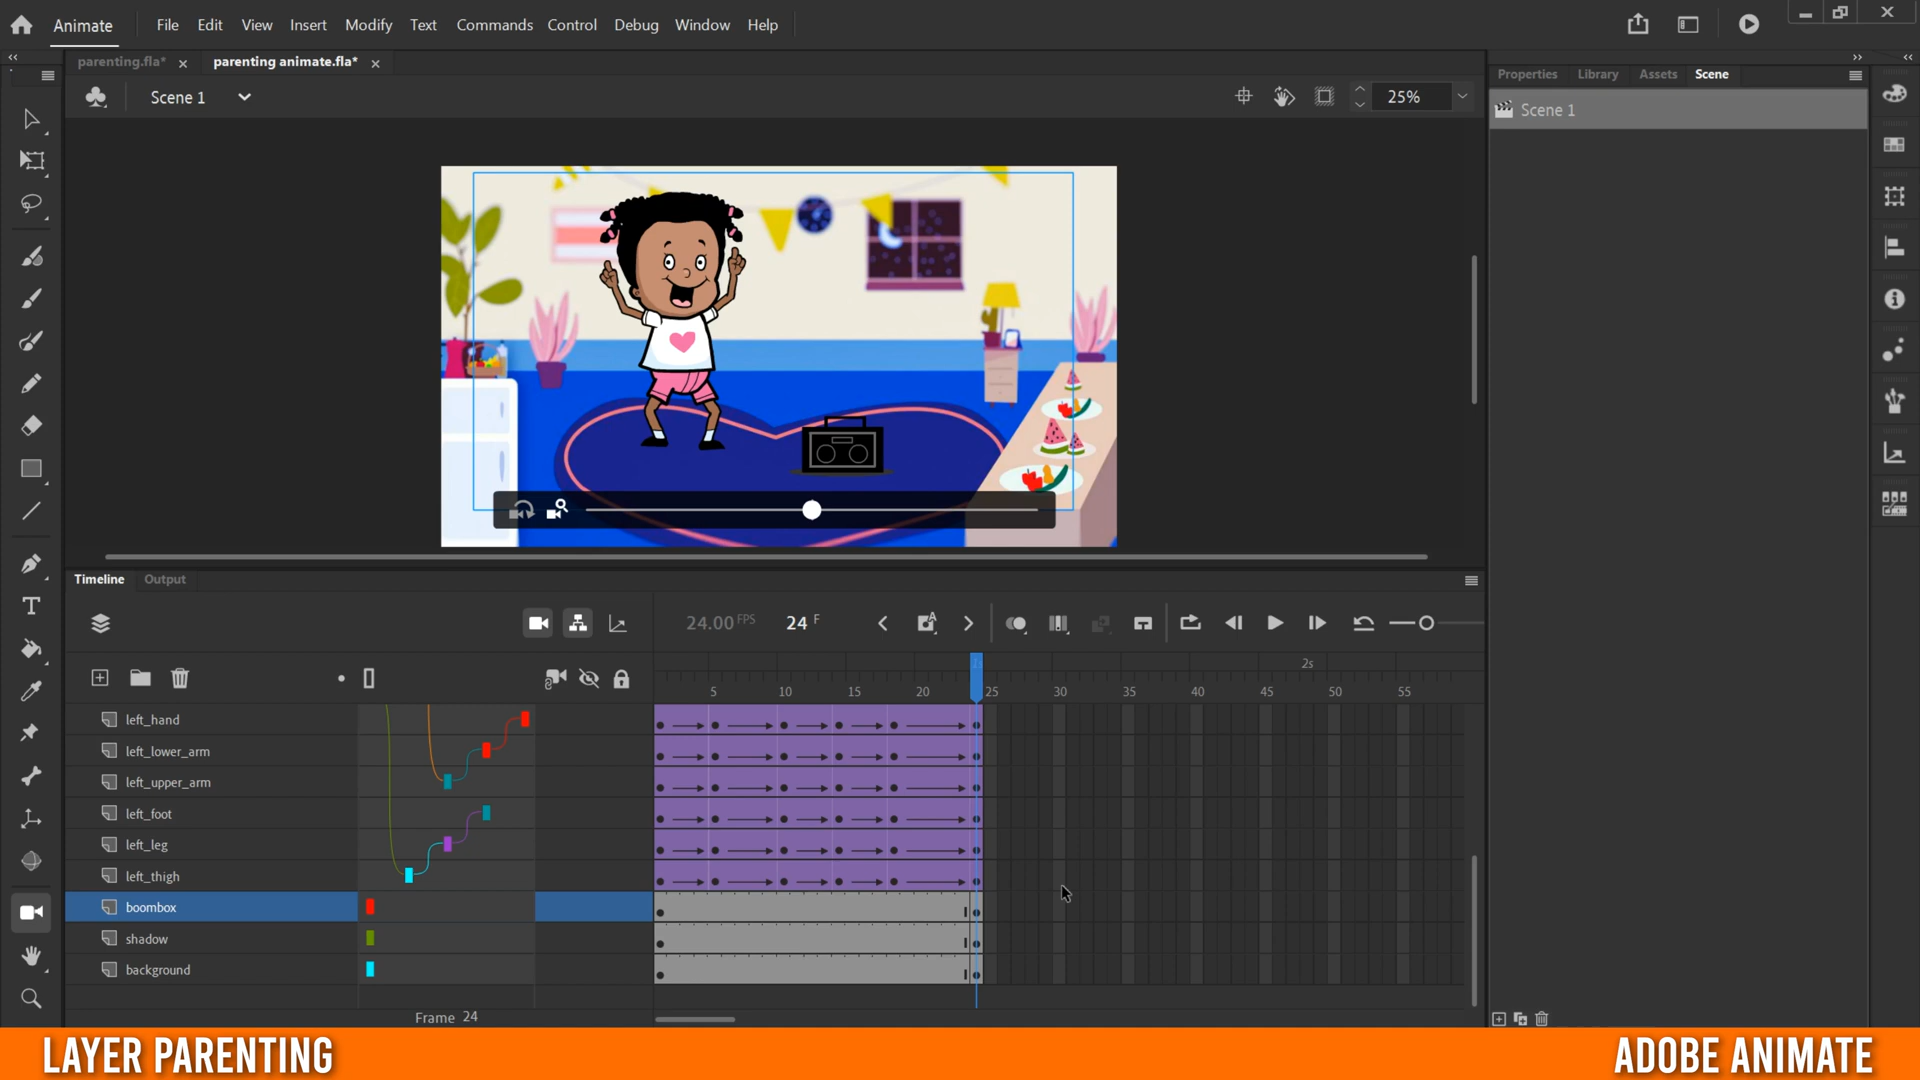 Animate File Edit View Insert Modify Text Commands Control Debug Window Help
parenting.fla* parenting animate.fla*
Properties Library Assets Scene
Scene 1 25%
Scene 1
Timeline Output
24.00 FPS 24 F
1s 2s
5 10 15 20 25 30 35 40 45 50 55
left_hand
left_lower_arm
left_upper_arm
left_foot
left_leg
left_thigh
boombox
shadow
background
Frame 24
LAYER PARENTING ADOBE ANIMATE